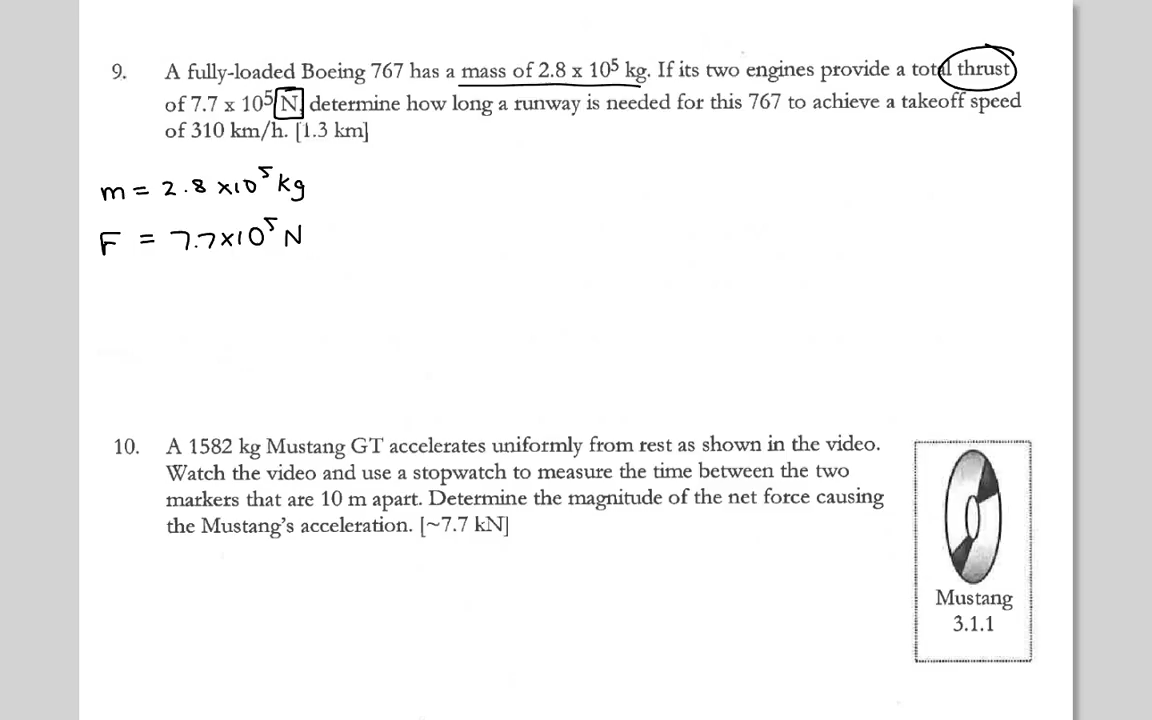 9. A fully-loaded Boeing 767 has a mass of 2.8 x 10⁵ kg. If its two engines provide a total thrust
of 7.7 x 10⁵ N, determine how long a runway is needed for this 767 to achieve a takeoff speed
of 310 km/h. [1.3 km]
m = 2.8 ×10⁵ kg
F = 7.7×10⁵ N
10. A 1582 kg Mustang GT accelerates uniformly from rest as shown in the video.
Watch the video and use a stopwatch to measure the time between the two
markers that are 10 m apart. Determine the magnitude of the net force causing
the Mustang's acceleration. [~7.7 kN]
Mustang
3.1.1